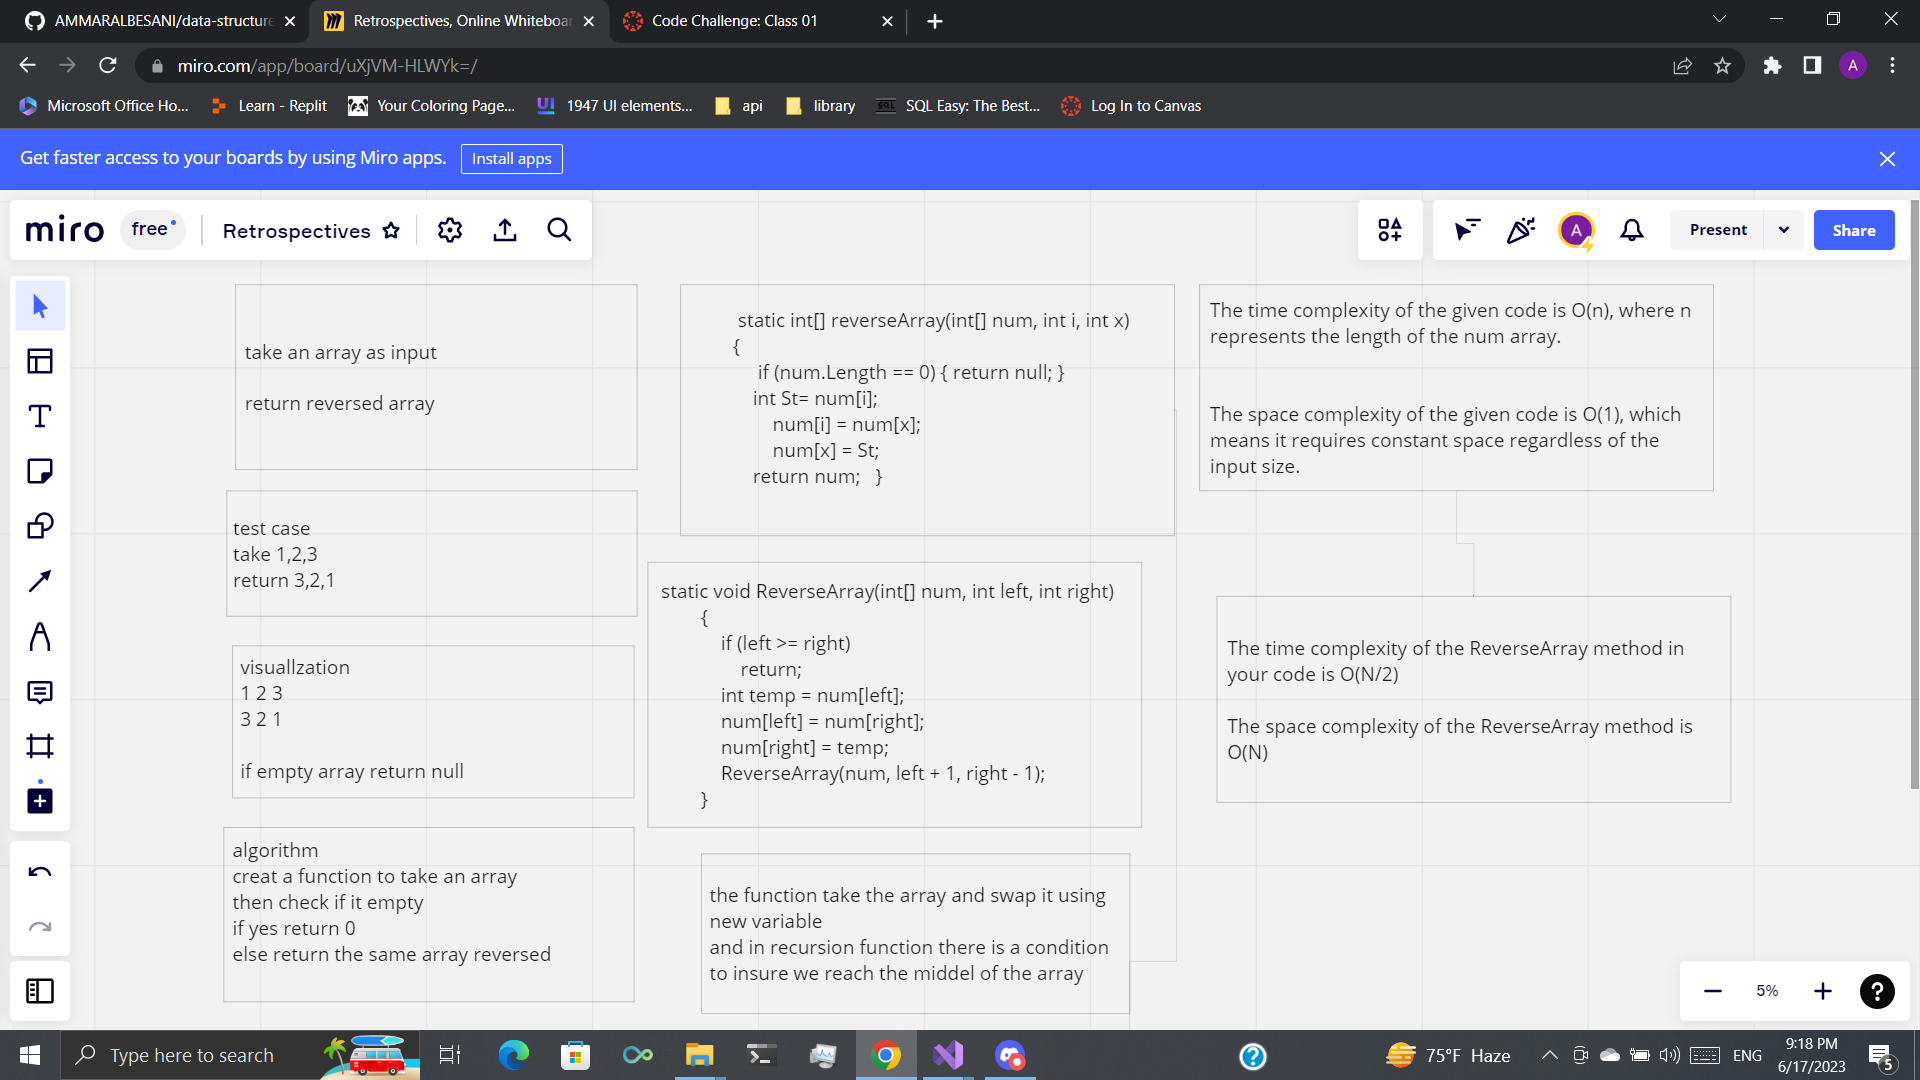 AMMARALBESANI/data-structure
Retrospectives, Online Whiteboar
Code Challenge: Class 01
miro.com/app/board/uXjVM-HLWYk=/
A
Microsoft Office Ho...
Learn - Replit
Your Coloring Page...
1947 UI elements...
api
library
SQL Easy: The Best...
Log In to Canvas
Get faster access to your boards by using Miro apps.
Install apps
miro
free
Retrospectives
A
Present
Share
take an array as input
return reversed array
test case
take 1,2,3
return 3,2,1
visuallzation
1 2 3
3 2 1
if empty array return null
algorithm
creat a function to take an array
then check if it empty
if yes return 0
else return the same array reversed
static int[] reverseArray(int[] num, int i, int x)
{
if (num.Length == 0) { return null; }
int St= num[i];
num[i] = num[x];
num[x] = St;
return num; }
static void ReverseArray(int[] num, int left, int right)
{
if (left >= right)
return;
int temp = num[left];
num[left] = num[right];
num[right] = temp;
ReverseArray(num, left + 1, right - 1);
}
the function take the array and swap it using
new variable
and in recursion function there is a condition
to insure we reach the middel of the array
The time complexity of the given code is O(n), where n
represents the length of the num array.
The space complexity of the given code is O(1), which
means it requires constant space regardless of the
input size.
The time complexity of the ReverseArray method in
your code is O(N/2)
The space complexity of the ReverseArray method is
O(N)
5%
?
Type here to search
75°F Haze
ENG
9:18 PM
6/17/2023
5